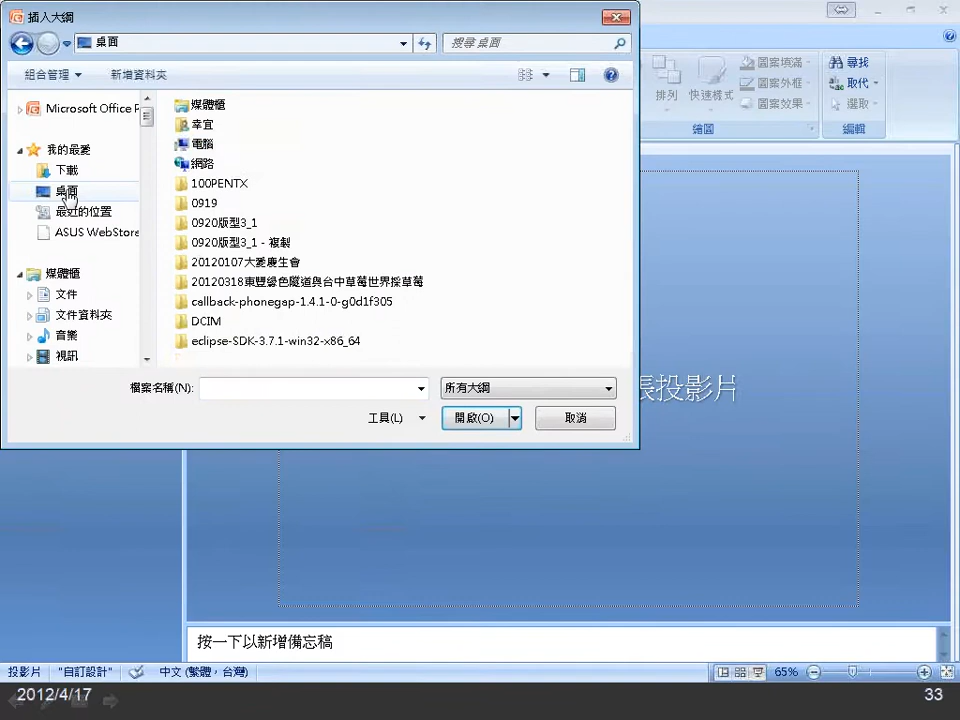 插入大綱
桌面
搜尋 桌面
組合管理
新增資料夾
Microsoft Office P
我的最愛
下載
桌面
最近的位置
ASUS WebStore
媒體櫃
文件
文件資料夾
音樂
視訊
媒體櫃
幸宜
電腦
網路
100PENTX
0919
0920版型3_1
0920版型3_1 - 複製
20120107大愛慶生會
20120318東豐綠色隧道與台中草莓世界採草莓
callback-phonegap-1.4.1-0-g0d1f305
DCIM
eclipse-SDK-3.7.1-win32-x86_64
檔案名稱(N):
所有大綱
工具(L)
開啟(O)
取消
排列
快速樣式
圖案填滿
圖案外框
圖案效果
繪圖
尋找
取代
選取
編輯
張投影片
按一下以新增備忘稿
投影片
"自訂設計"
中文 (繁體，台灣)
65%
2012/4/17
33